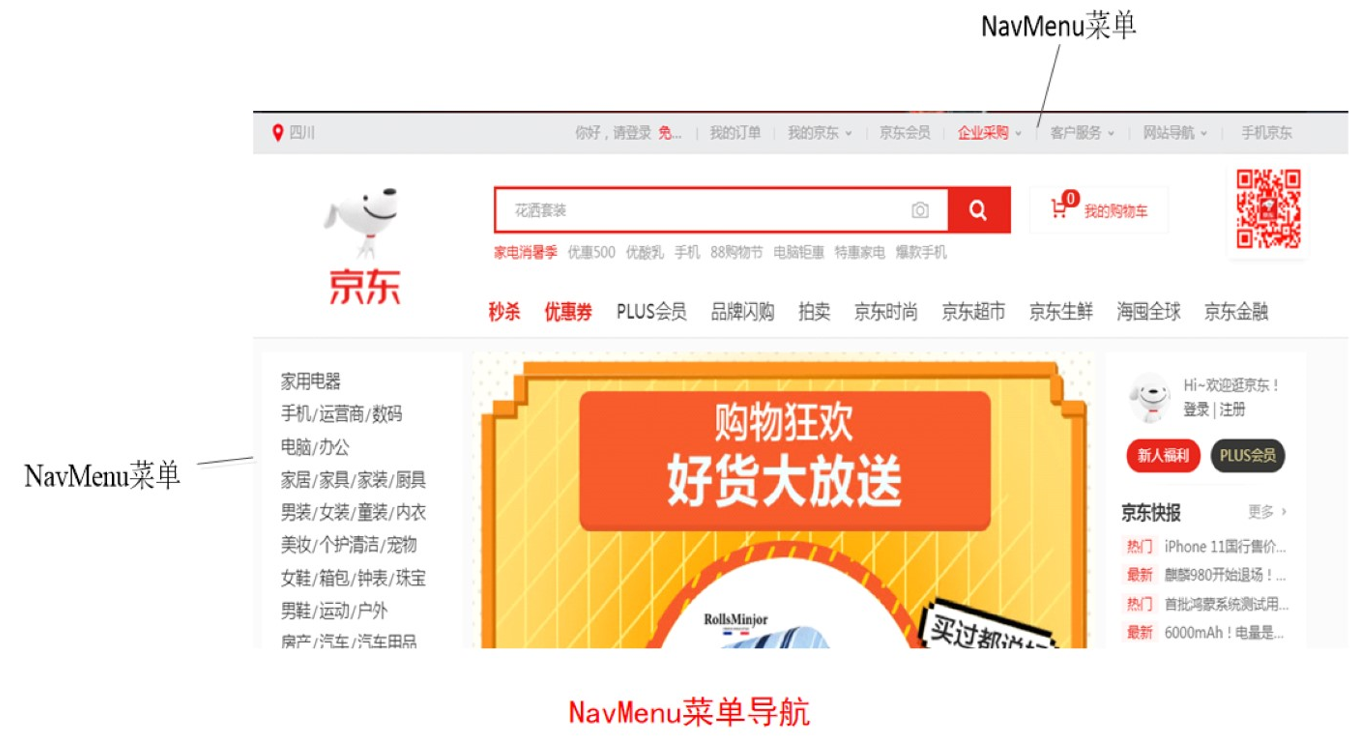 NavMenu菜单
四川
你好，请登录 免... 我的订单 我的京东 京东会员 企业采购 客户服务 网站导航 手机京东
花洒套装
0
我的购物车
家电消暑季 优惠500 优酸乳 手机 88购物节 电脑钜惠 特惠家电 爆款手机
京东
秒杀 优惠券 PLUS会员 品牌闪购 拍卖 京东时尚 京东超市 京东生鲜 海囤全球 京东金融
家用电器
手机/运营商/数码
电脑/办公
家居/家具/家装/厨具
男装/女装/童装/内衣
美妆/个护清洁/宠物
女鞋/箱包/钟表/珠宝
男鞋/运动/户外
房产/汽车/汽车用品
NavMenu菜单
购物狂欢
好货大放送
RollsMinjor
买过都说好
Hi~欢迎逛京东！
登录 | 注册
新人福利 PLUS会员
京东快报 更多 ›
热门 iPhone 11国行售价...
最新 麒麟980开始退场！...
热门 首批鸿蒙系统测试用...
最新 6000mAh！电量是...
NavMenu菜单导航